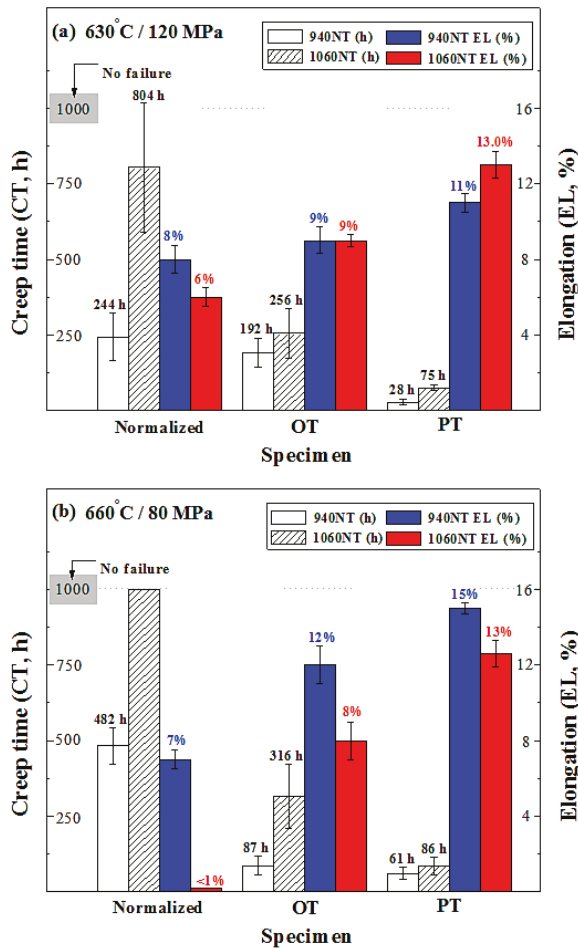 (a) 630°C / 120 MPa
940NT (h)
1060NT (h)
940NT EL (%)
1060NT EL (%)
No failure
1000
750
500
250
Creep time (CT, h)
16
12
8
4
Elongation (EL, %)
244 h
804 h
8%
6%
192 h
256 h
9%
9%
28 h
75 h
11%
13.0%
Normalized
OT
PT
Specimen
(b) 660°C / 80 MPa
940NT (h)
1060NT (h)
940NT EL (%)
1060NT EL (%)
No failure
1000
750
500
250
Creep time (CT, h)
16
12
8
4
Elongation (EL, %)
482 h
7%
<1%
87 h
316 h
12%
8%
61 h
86 h
15%
13%
Normalized
OT
PT
Specimen